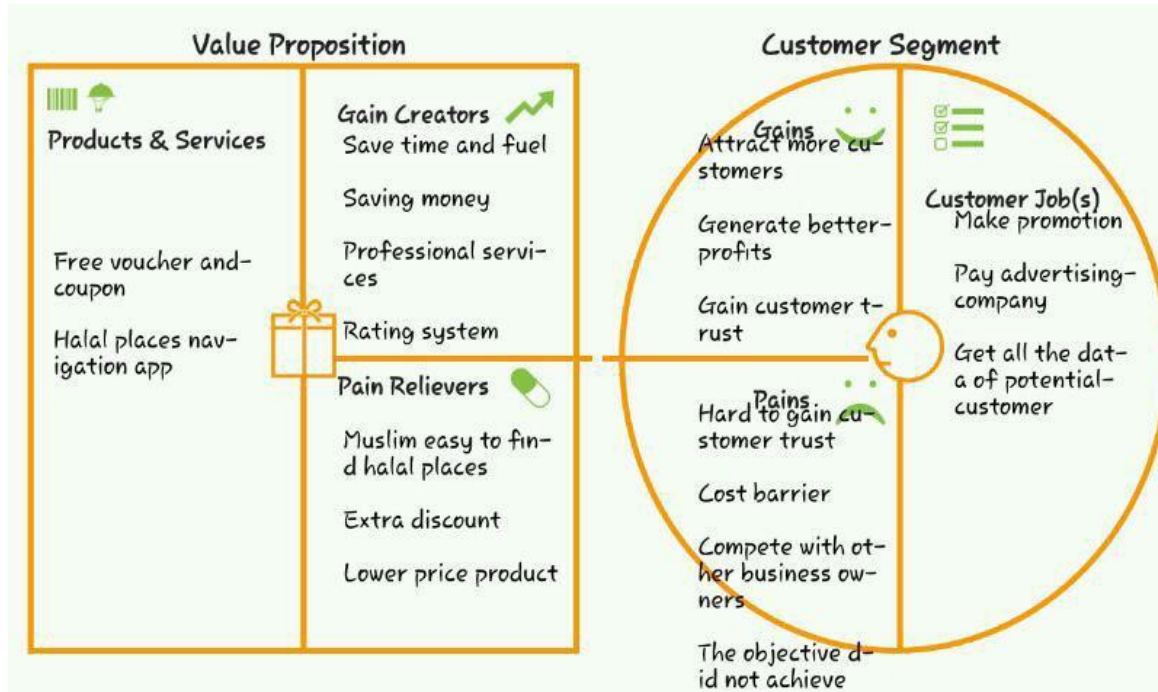 Value Proposition
Products & Services
Free voucher and-
coupon
Halal places nav-
igation app
Gain Creators
Save time and fuel
Saving money
Professional servi-
ces
Rating system
Pain Relievers
Muslim easy to fin-
d halal places
Extra discount
Lower price product
Customer Segment
Gains
Attract more cu-
stomers
Generate better-
profits
Gain customer t-
rust
Pains
Hard to gain cu-
stomer trust
Cost barrier
Compete with ot-
her business ow-
ners
The objective d-
id not achieve
Customer Job(s)
Make promotion
Pay advertising-
company
Get all the dat-
a of potential-
customer